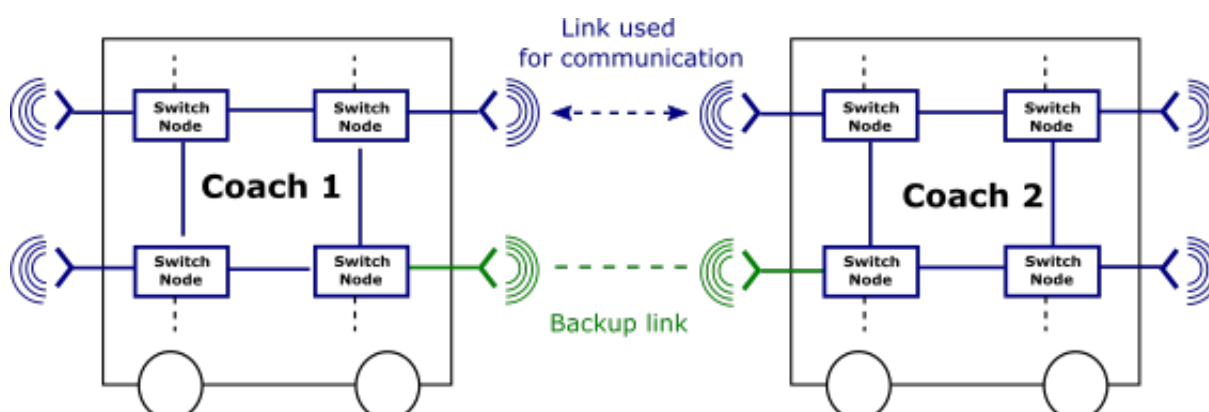 Link used
for communication
Switch
Node
Switch
Node
Switch
Node
Switch
Node
Coach 1
Coach 2
Switch
Node
Switch
Node
Switch
Node
Switch
Node
Backup link